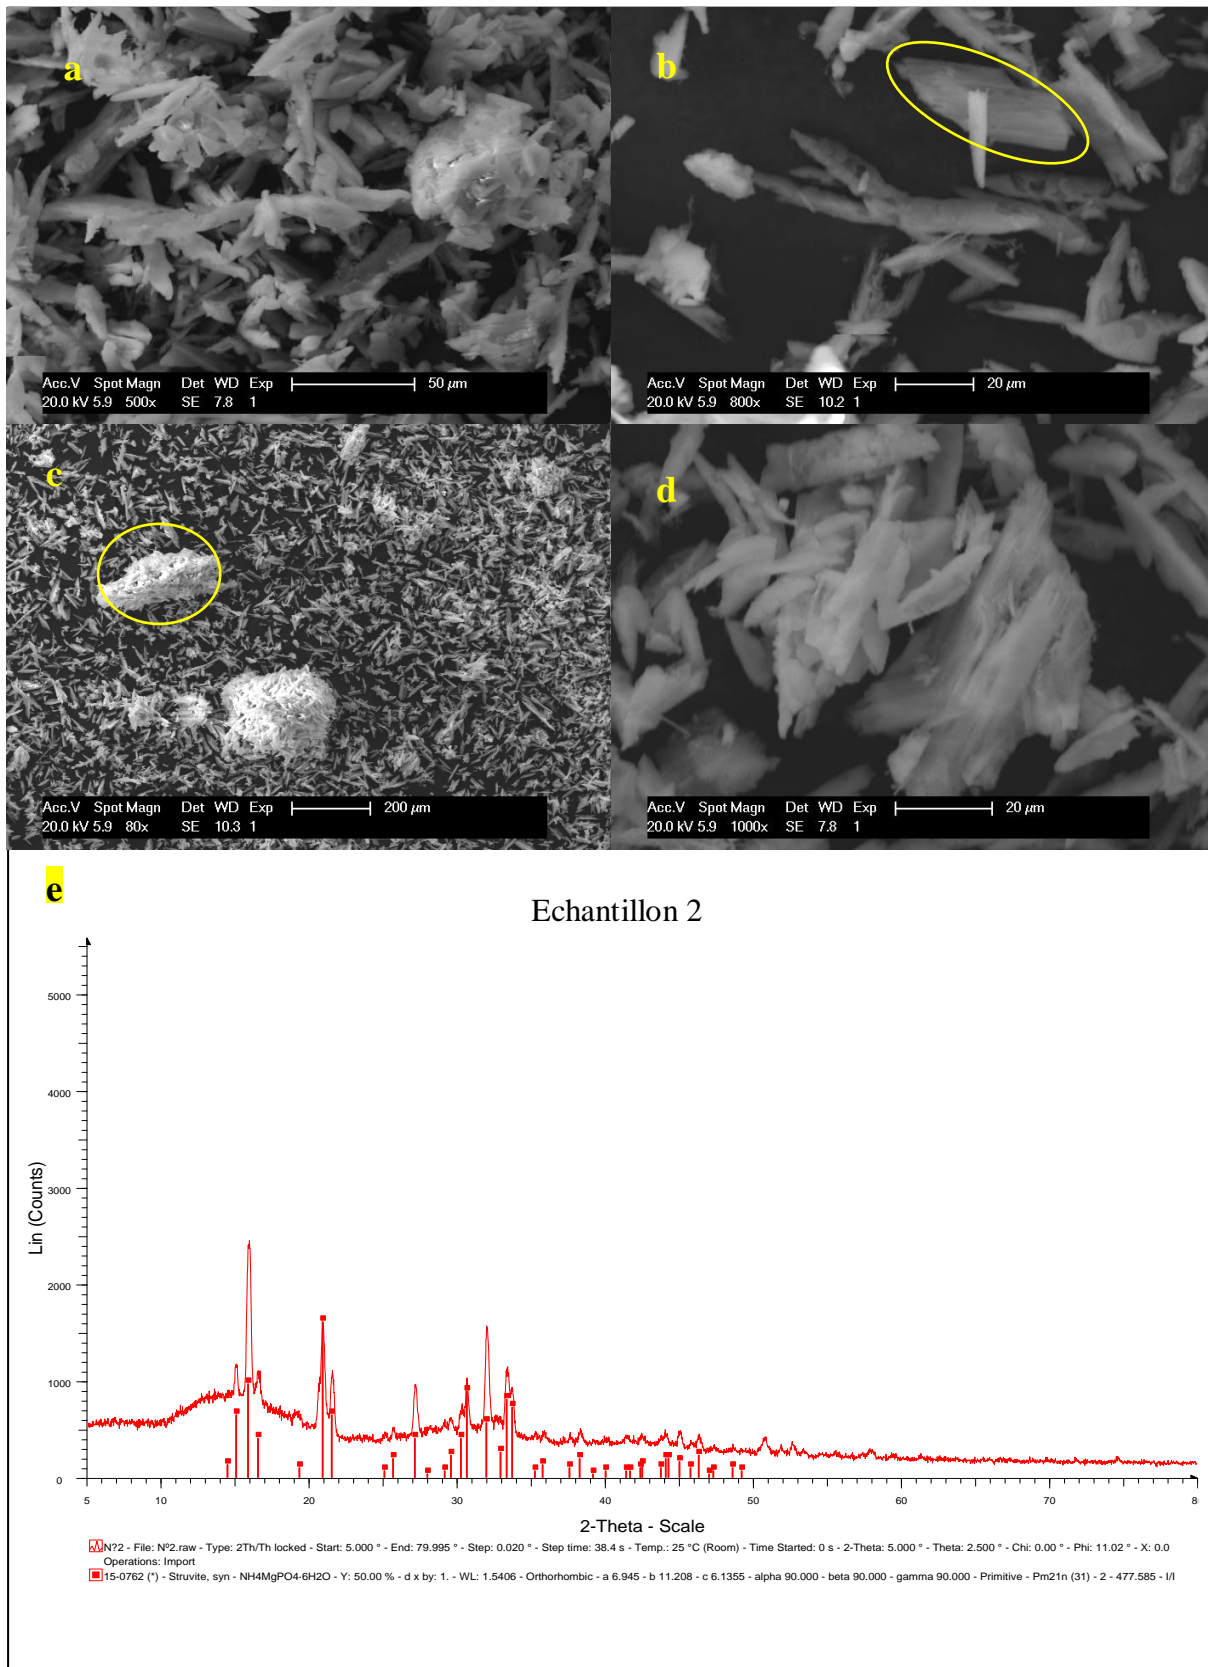 a
b
Acc.V Spot Magn Det WD Exp 50 µm
20.0 kV 5.9 500x SE 7.8 1
Acc.V Spot Magn Det WD Exp 20 µm
20.0 kV 5.9 800x SE 10.2 1
c
d
Acc.V Spot Magn Det WD Exp 200 µm
20.0 kV 5.9 80x SE 10.3 1
Acc.V Spot Magn Det WD Exp 20 µm
20.0 kV 5.9 1000x SE 7.8 1
e
Echantillon 2
Lin (Counts)
5000
4000
3000
2000
1000
0
5 10 20 30 40 50 60 70 8
2-Theta - Scale
N?2 - File: Nº2.raw - Type: 2Th/Th locked - Start: 5.000 ° - End: 79.995 ° - Step: 0.020 ° - Step time: 38.4 s - Temp.: 25 °C (Room) - Time Started: 0 s - 2-Theta: 5.000 ° - Theta: 2.500 ° - Chi: 0.00 ° - Phi: 11.02 ° - X: 0.0
Operations: Import
15-0762 (*) - Struvite, syn - NH4MgPO4·6H2O - Y: 50.00 % - d x by: 1. - WL: 1.5406 - Orthorhombic - a 6.945 - b 11.208 - c 6.1355 - alpha 90.000 - beta 90.000 - gamma 90.000 - Primitive - Pm21n (31) - 2 - 477.585 - I/I